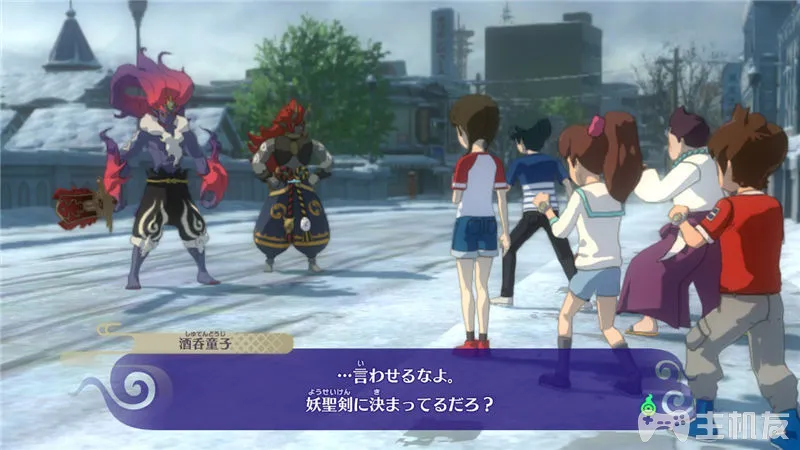 しゅてんどうじ
酒呑童子
い
…言わせるなよ。
ようせいけん き
妖聖剣に決まってるだろ？
主机友